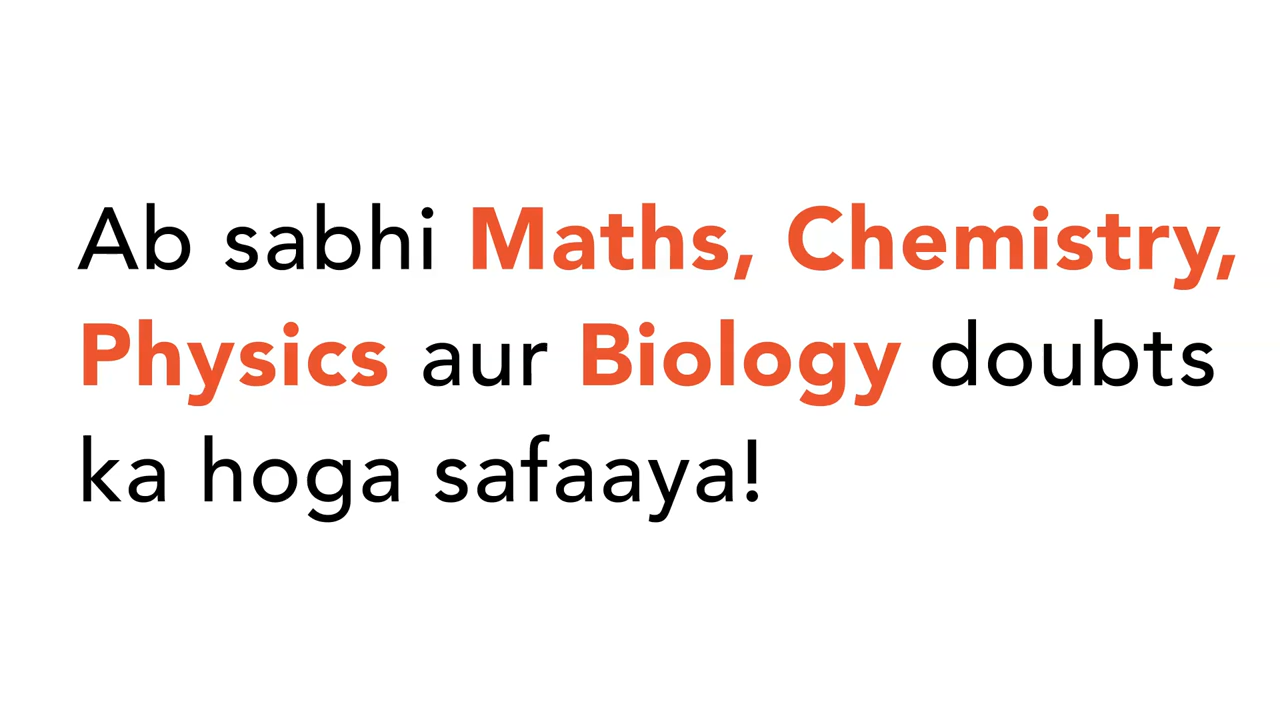 Ab sabhi Maths, Chemistry,
Physics aur Biology doubts
ka hoga safaaya!